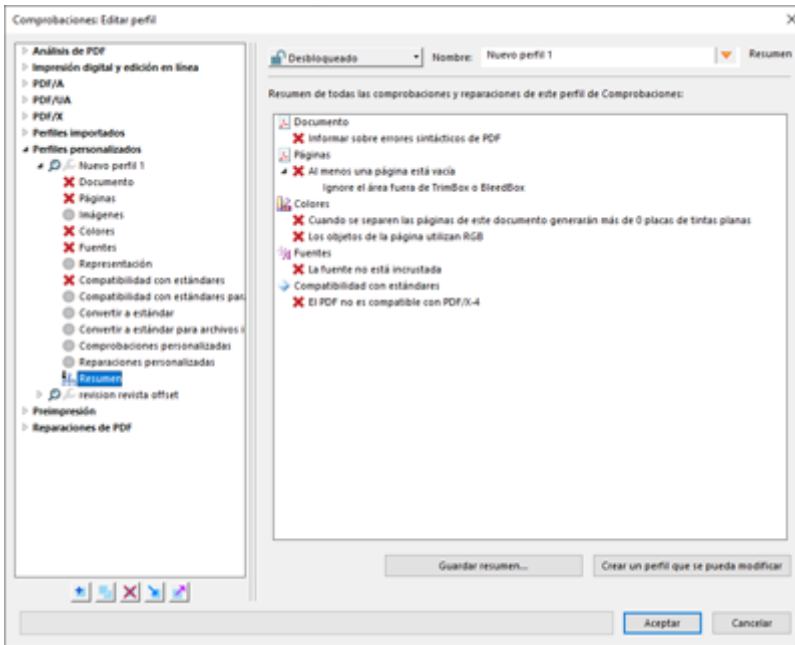 Comprobaciones: Editar perfil
Análisis de PDF
Impresión digital y edición en línea
PDF/A
PDF/UA
PDF/X
Perfiles importados
Perfiles personalizados
Nuevo perfil 1
Documento
Páginas
Imágenes
Colores
Fuentes
Representación
Compatibilidad con estándares
Compatibilidad con estándares para
Convertir a estándar
Convertir a estándar para archivos i
Comprobaciones personalizadas
Reparaciones personalizadas
Resumen
revision revista offset
Preimpresión
Reparaciones de PDF
Desbloqueado
Nombre:
Nuevo perfil 1
Resumen
Resumen de todas las comprobaciones y reparaciones de este perfil de Comprobaciones:
Documento
Informar sobre errores sintácticos de PDF
Páginas
Al menos una página está vacía
Ignore el área fuera de TrimBox o BleedBox
Colores
Cuando se separen las páginas de este documento generarán más de 0 placas de tintas planas
Los objetos de la página utilizan RGB
Fuentes
La fuente no está incrustada
Compatibilidad con estándares
El PDF no es compatible con PDF/X-4
Guardar resumen...
Crear un perfil que se pueda modificar
Aceptar
Cancelar